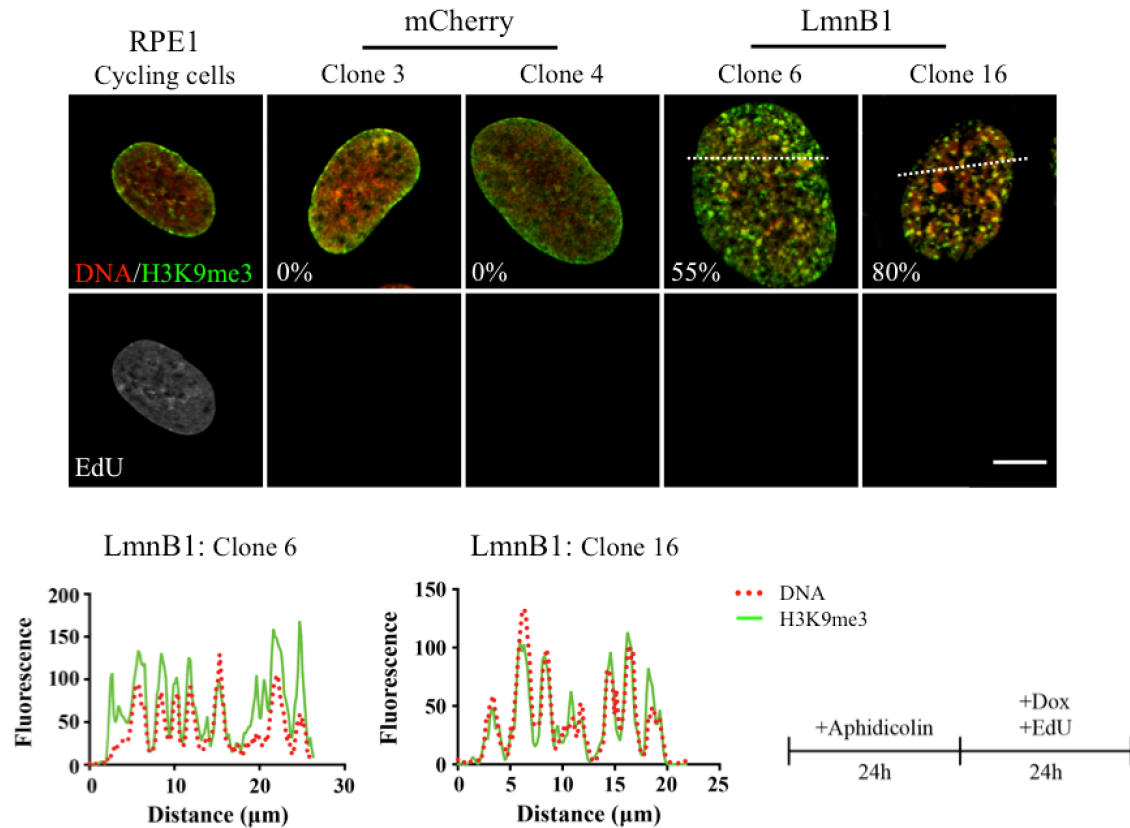 RPE1
Cycling cells
mCherry
LmnB1
Clone 3
Clone 4
Clone 6
Clone 16
DNA/H3K9me3
0%
0%
55%
80%
EdU
LmnB1: Clone 6
200
150
100
50
0
Fluorescence
0
10
20
30
Distance (μm)
LmnB1: Clone 16
150
100
50
0
Fluorescence
0
5
10
15
20
25
Distance (μm)
DNA
H3K9me3
+Aphidicolin
+Dox
+EdU
24h
24h